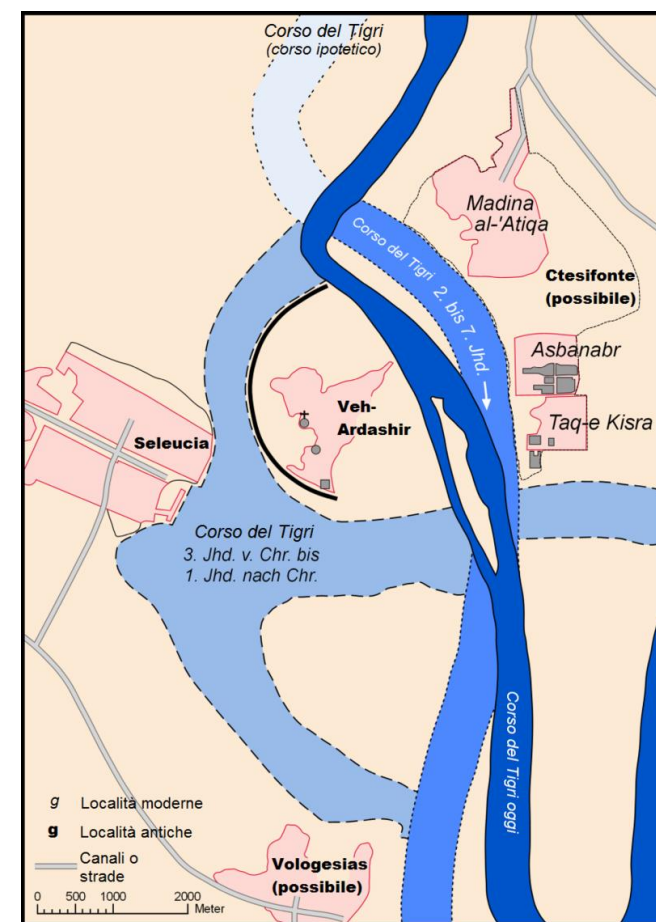 Corso del Tigri
(corso ipotetico)
Madina
al-'Atiqa
Corso del Tigri 2. bis 7. Jhd.
Ctesifonte
(possibile)
Asbanabr
Taq-e Kisra
Veh-
Ardashir
Seleucia
Corso del Tigri
3. Jhd. v. Chr. bis
1. Jhd. nach Chr.
Corso del Tigri oggi
g Località moderne
g Località antiche
Canali o
strade
Vologesias
(possibile)
0 500 1000 2000
Meter